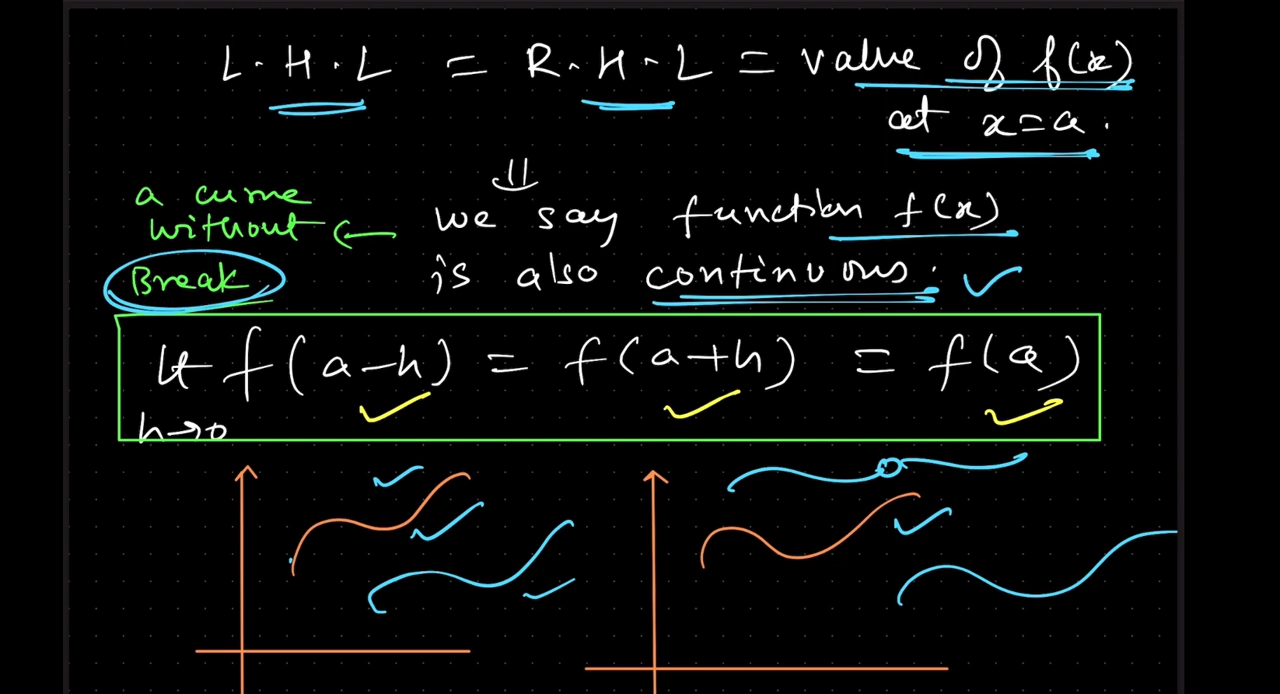 L.H.L = R.H.L = value of f(x)
at x=a.
⇓
a curve
without ← we say function f(x)
Break is also continuous.
lt f(a-h) = f(a+h) = f(a)
h→0